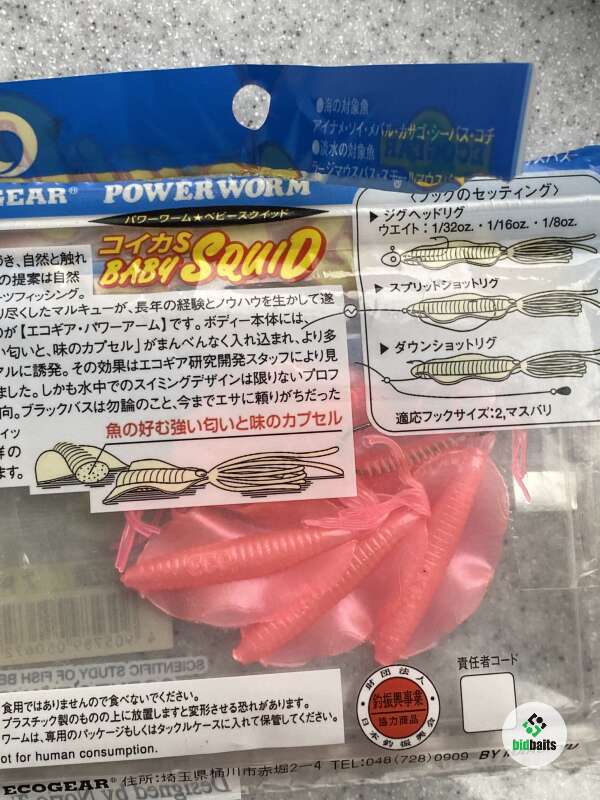 ●海の対象魚
アイナメ・ソイ・メバル・カサゴ・シーバス・コチ
●淡水の対象魚
GEAR® POWER WORM
パワーワーム★ベビースクイッド
コイカS
BABY SQUID
き、自然と触れ
の提案は自然
ーツフィッシング。
り尽くしたマルキューが、長年の経験とノウハウを生かして遂
が【エコギア・パワーアーム】です。ボディー本体には
い匂いと、味のカプセル」がまんべんなく入れ込まれ、より多
ァルに誘発。その効果はエコギア研究開発スタッフにより見
ました。しかも水中でのスイミングデザインは限りないプロフ
向。ブラックバスは勿論のこと、今までエサに頼りがちだった
ィッ
鮮の
ます。
魚の好む強い匂いと味のカプセル
〈フックのセッティング〉
▶ジグヘッドリグ
ウエイト：1/32oz.・1/16oz.・1/8oz.
▶スプリットショットリグ
▶ダウンショットリグ
適応フックサイズ：2,マスバリ
4 905789 050672
SCIENTIFIC STUDY OF FISH BE
食用ではありませんので食べないでください。
プラスチック製のものの上に放置しますと変形させる恐れがあります。
ワームは、専用のパッケージもしくはタックルケースに入れて保管してください。
ot for human consumption.
財団法人
釣振興事業
協力商品
日本釣振興会
責任者コード
bidbaits
ECOGEAR® 住所：埼玉県桶川市赤堀2−4 TEL：048(728)0909 BY
Designed by